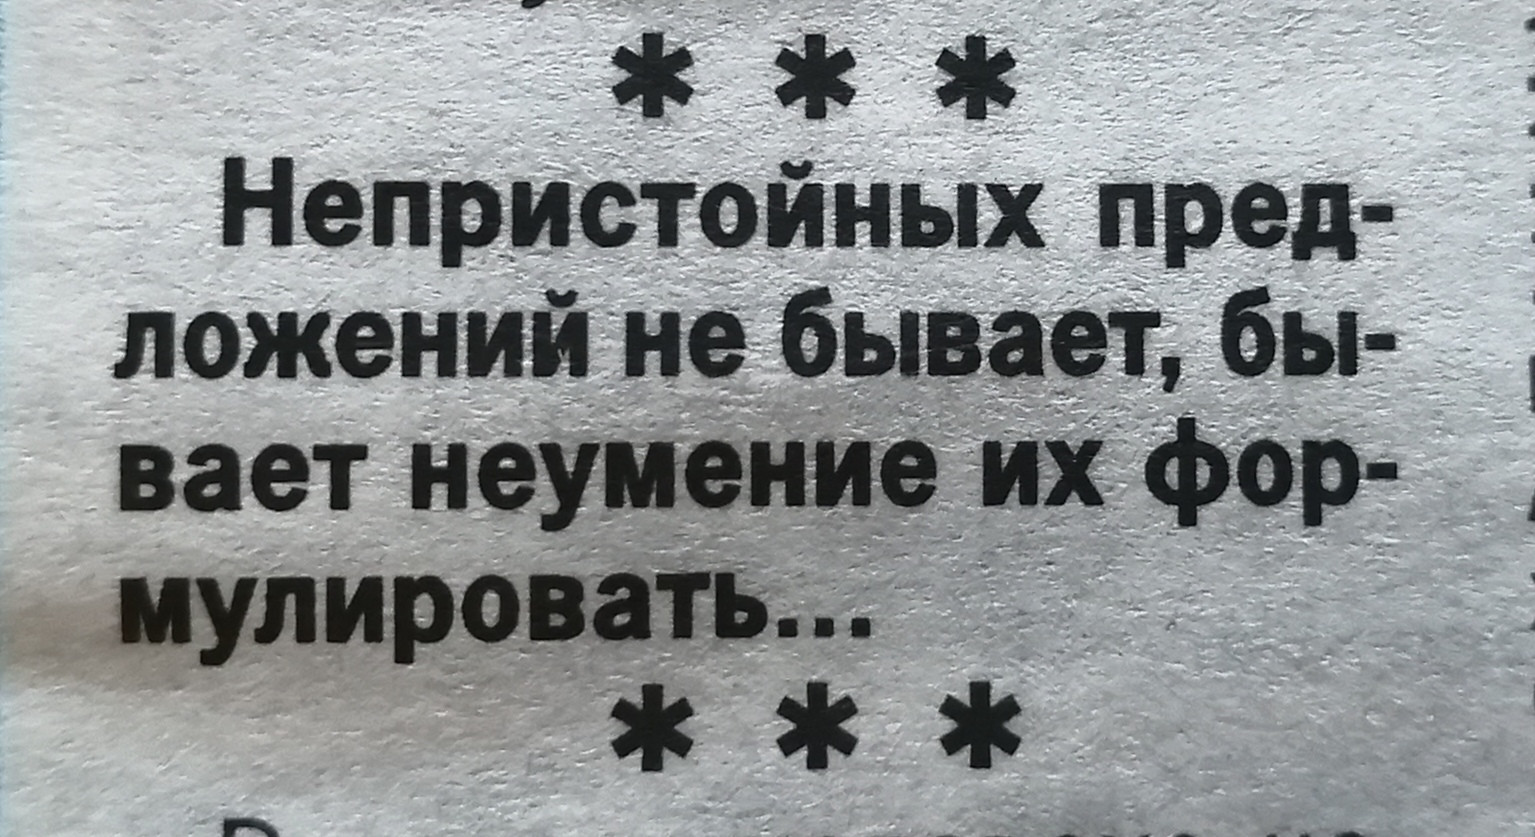 * * *
Непристойных пред-
ложений не бывает, бы-
вает неумение их фор-
мулировать...
* * *